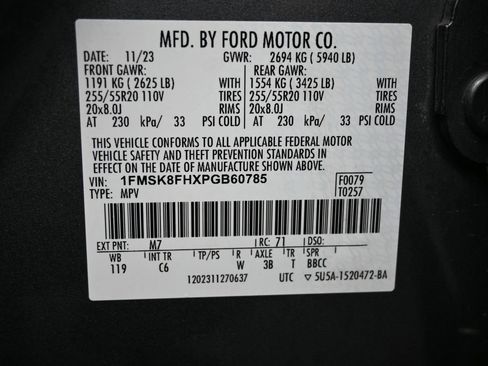 MFD. BY FORD MOTOR CO.
DATE: 11/23 GVWR: 2694 KG ( 5940 LB)
FRONT GAWR: REAR GAWR:
1191 KG ( 2625 LB) WITH 1554 KG ( 3425 LB) WITH
255/55R20 110V TIRES 255/55R20 110V TIRES
20x8.0J RIMS 20x8.0J RIMS
AT 230 kPa/ 33 PSI COLD AT 230 kPa/ 33 PSI COLD
THIS VEHICLE CONFORMS TO ALL APPLICABLE FEDERAL MOTOR
VEHICLE SAFETY AND THEFT PREVENTION STANDARDS IN
EFFECT ON THE DATE OF MANUFACTURE SHOWN ABOVE.
VIN: 1FMSK8FHXPGB60785 F0079
TYPE: MPV T0257
EXT PNT: M7 RC: 71 DSO:
WB INT TR TP/PS R AXLE TR SPR
119 C6 W 3B T BBCC
1202311270637 UTC ▽ 5U5A-1520472-BA